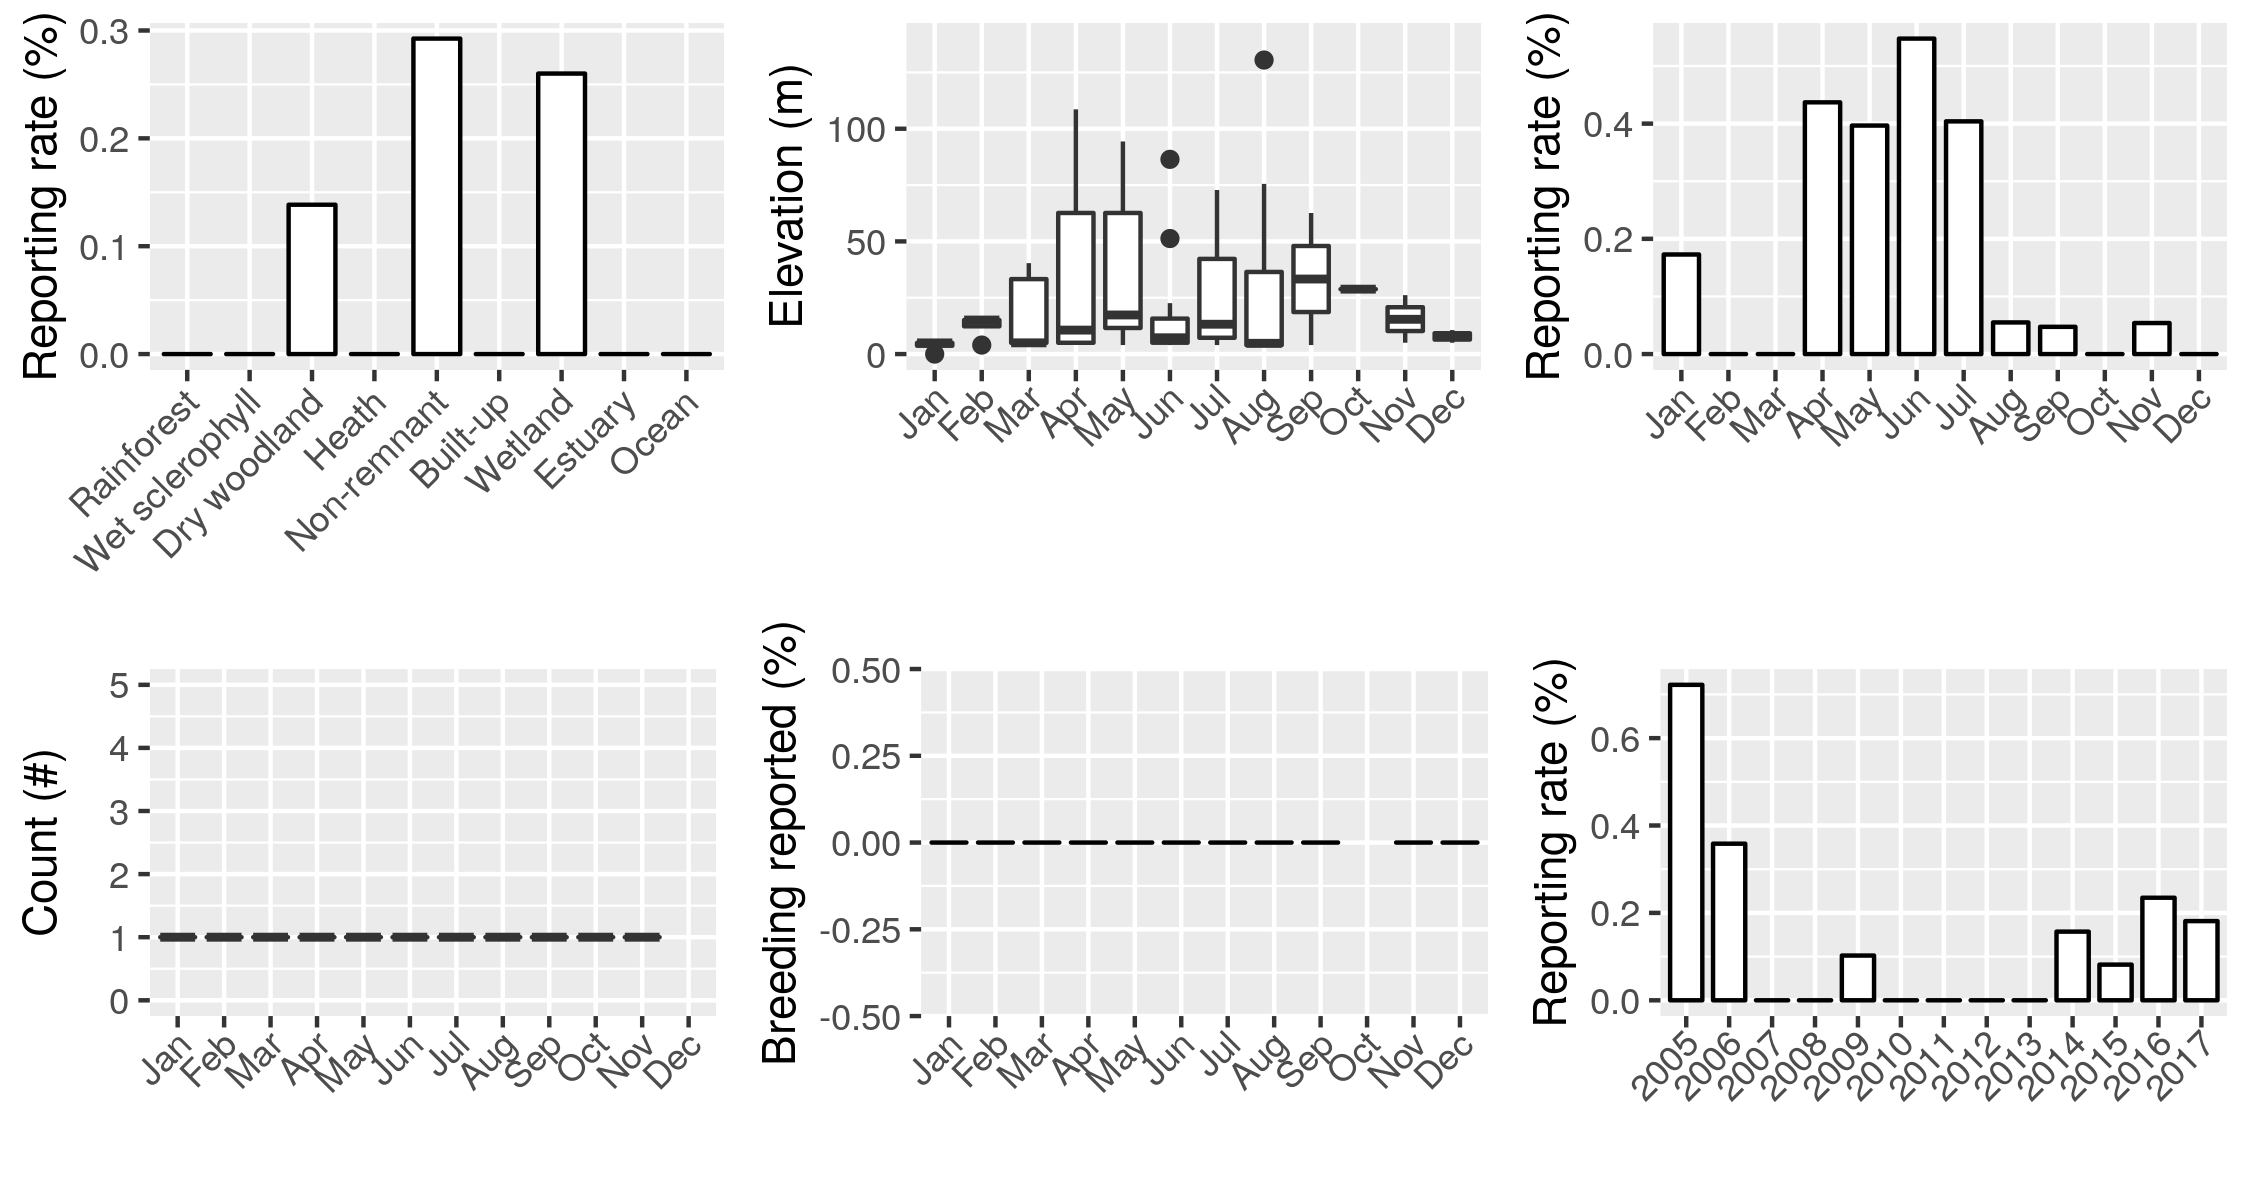 Reporting rate (%)
0.3
0.2
0.1
0.0
Rainforest
Wet sclerophyll
Dry woodland
Heath
Non-remnant
Built-up
Wetland
Estuary
Ocean
Elevation (m)
100
50
0
Jan
Feb
Mar
Apr
May
Jun
Jul
Aug
Sep
Oct
Nov
Dec
Reporting rate (%)
0.4
0.2
0.0
Jan
Feb
Mar
Apr
May
Jun
Jul
Aug
Sep
Oct
Nov
Dec
Count (#)
5
4
3
2
1
0
Jan
Feb
Mar
Apr
May
Jun
Jul
Aug
Sep
Oct
Nov
Dec
Breeding reported (%)
0.50
0.25
0.00
-0.25
-0.50
Jan
Feb
Mar
Apr
May
Jun
Jul
Aug
Sep
Oct
Nov
Dec
Reporting rate (%)
0.6
0.4
0.2
0.0
2005
2006
2007
2008
2009
2010
2011
2012
2013
2014
2015
2016
2017